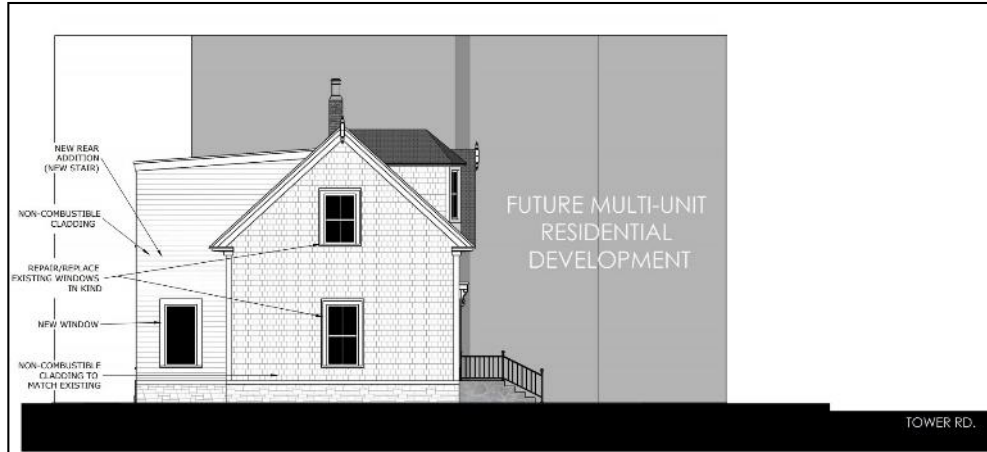 NEW REAR
ADDITION
(NEW STAIR)
NON-COMBUSTIBLE
CLADDING
REPAIR/REPLACE
EXISTING WINDOWS
IN KIND
NEW WINDOW
NON-COMBUSTIBLE
CLADDING TO
MATCH EXISTING
FUTURE MULTI-UNIT
RESIDENTIAL
DEVELOPMENT
TOWER RD.